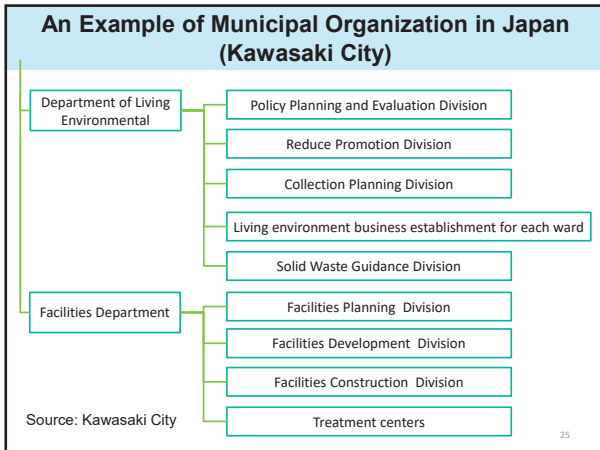 An Example of Municipal Organization in Japan
(Kawasaki City)
Department of Living
Environmental
Policy Planning and Evaluation Division
Reduce Promotion Division
Collection Planning Division
Living environment business establishment for each ward
Solid Waste Guidance Division
Facilities Department
Facilities Planning Division
Facilities Development Division
Facilities Construction Division
Treatment centers
Source: Kawasaki City
25